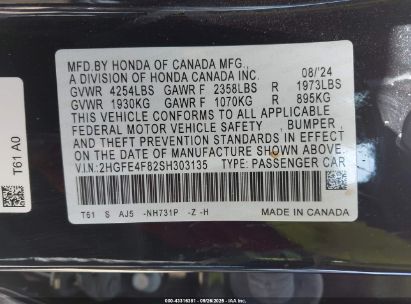 MFD.BY HONDA OF CANADA MFG.,
A DIVISION OF HONDA CANADA INC. 08/'24
GVWR 4254LBS GAWR F 2358LBS R 1973LBS
GVWR 1930KG GAWR F 1070KG R 895KG
THIS VEHICLE CONFORMS TO ALL APPLICABLE
FEDERAL MOTOR VEHICLE SAFETY, BUMPER,
AND THEFT PREVENTION STANDARDS IN EFFECT
ON THE DATE OF MANUFACTURE SHOWN ABOVE.
V.I.N:2HGFE4F82SH303135 TYPE: PASSENGER CAR
T61 S AJ5 -NH731P -Z -H
MADE IN CANADA
T61 A0